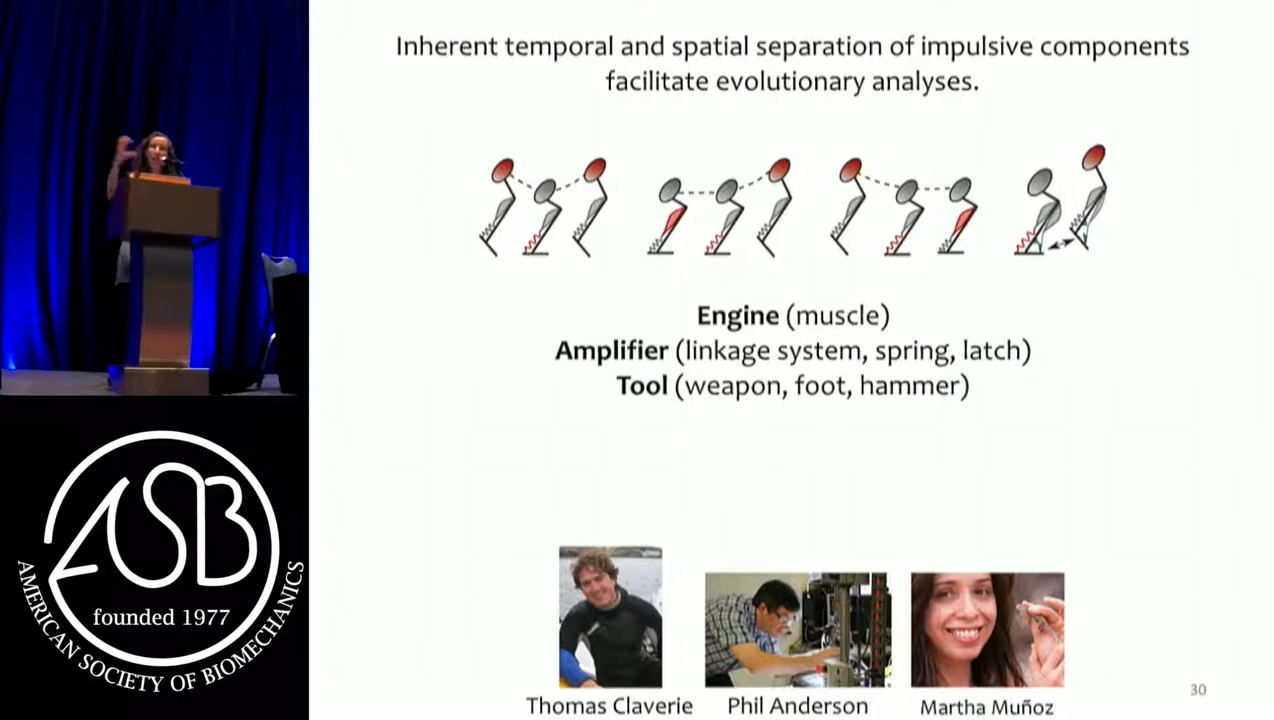 Inherent temporal and spatial separation of impulsive components
facilitate evolutionary analyses.
Engine (muscle)
Amplifier (linkage system, spring, latch)
Tool (weapon, foot, hammer)
Thomas Claverie
Phil Anderson
Martha Muñoz
30
ASB
founded 1977
AMERICAN SOCIETY OF BIOMECHANICS